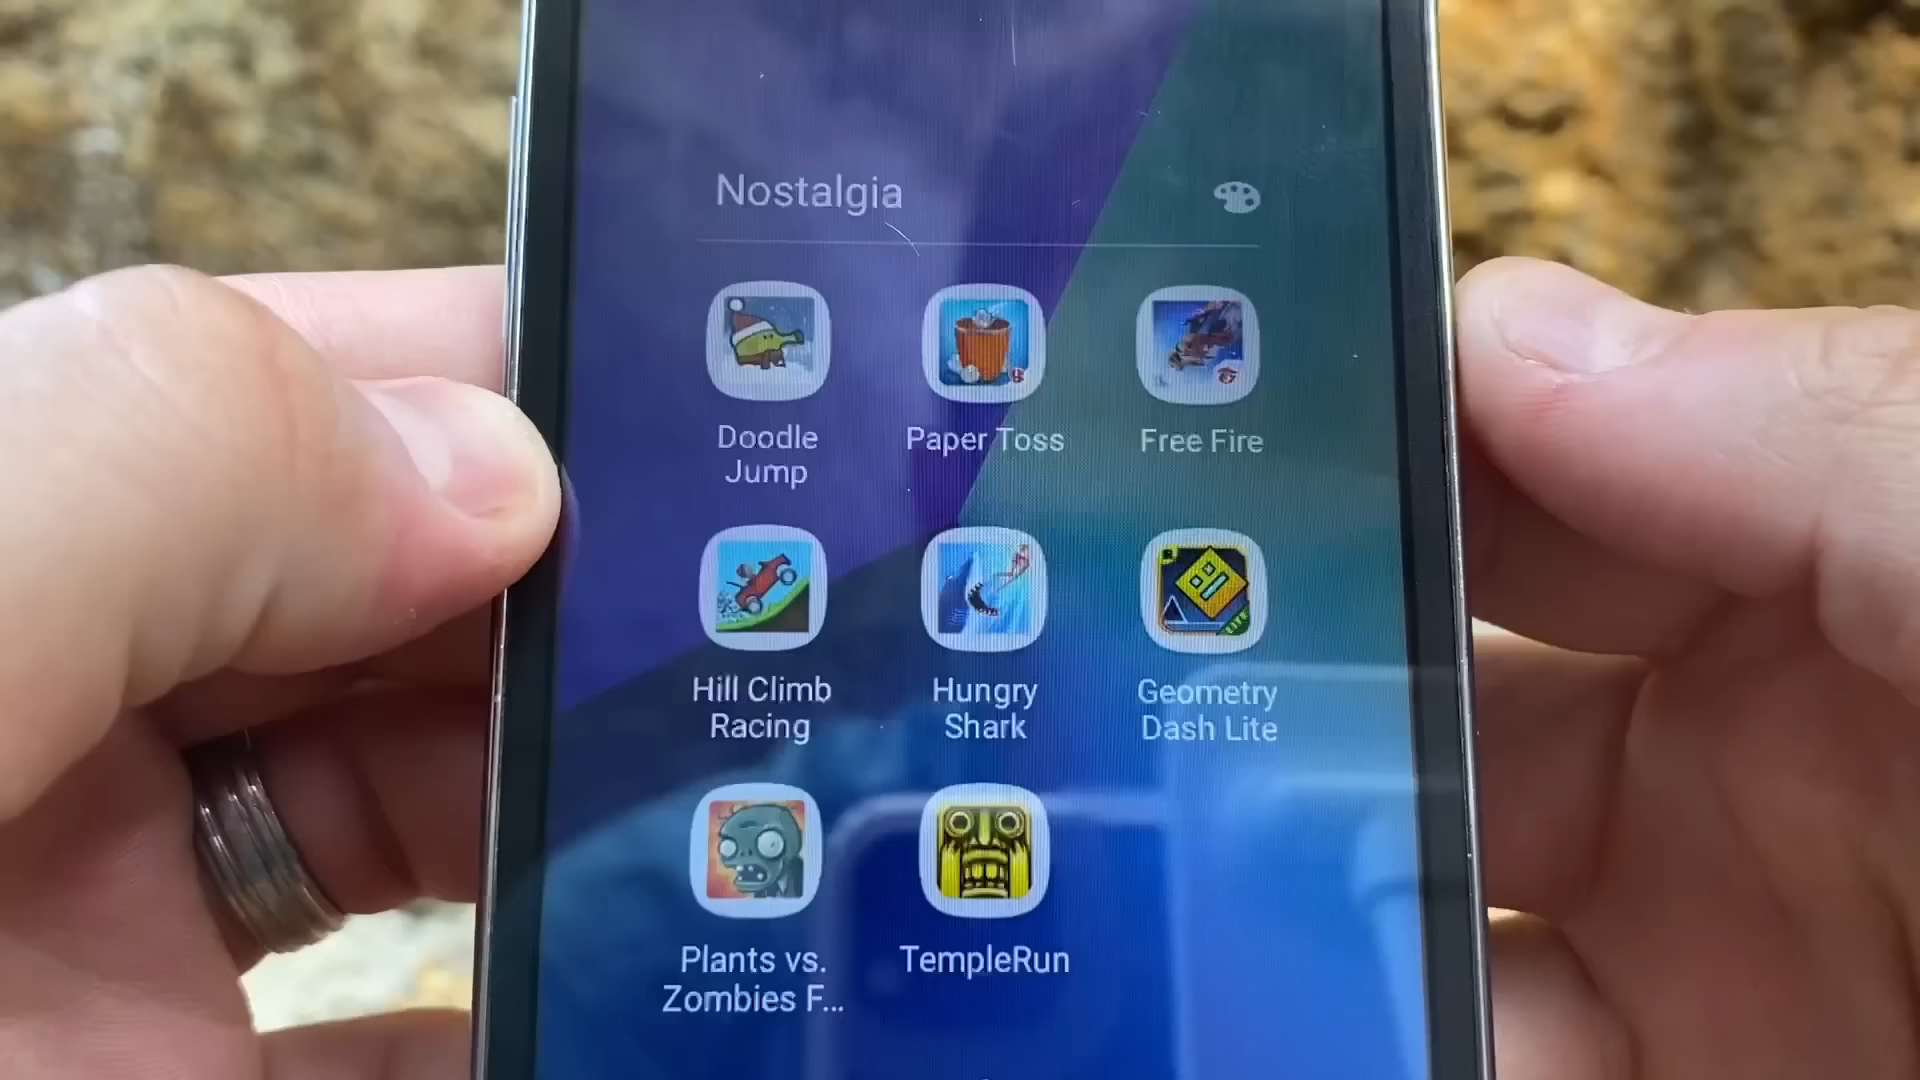 Nostalgia
Doodle
Jump
Paper Toss
Free Fire
Hill Climb
Racing
Hungry
Shark
Geometry
Dash Lite
Plants vs.
Zombies F...
TempleRun